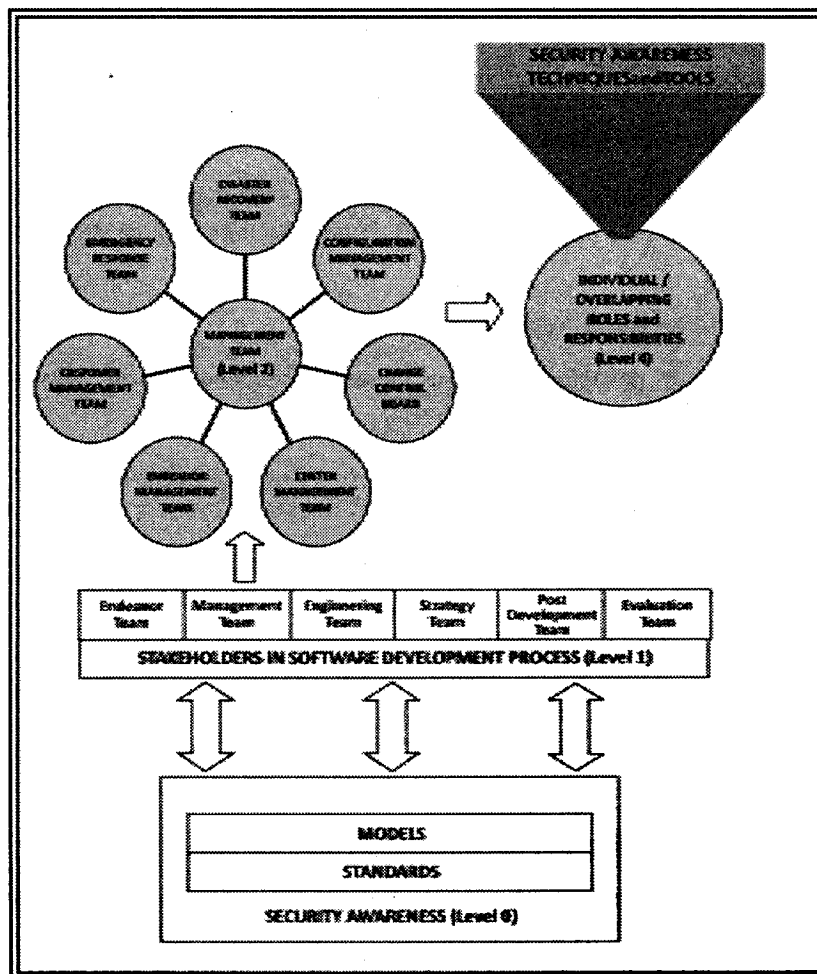 SECURITY AWARENESS
TECHNIQUES and TOOLS
DISASTER
RECOVERY
TEAM
EMERGENCY
RESPONSE
TEAM
CONFIGURATION
MANAGEMENT
TEAM
INDIVIDUAL /
OVERLAPPING
ROLES and
RESPONSIBILITIES
(Level 4)
MANAGEMENT
TEAM
(Level 2)
CUSTOMER
MANAGEMENT
TEAM
CHANGE
CONTROL
BOARD
MANAGEMENT
TEAM
MANAGEMENT
TEAM
Endeavor
Team
Management
Team
Engineering
Team
Strategy
Team
Post
Development
Team
Evaluation
Team
STAKEHOLDERS IN SOFTWARE DEVELOPMENT PROCESS (Level 1)
MODELS
STANDARDS
SECURITY AWARENESS (Level 0)